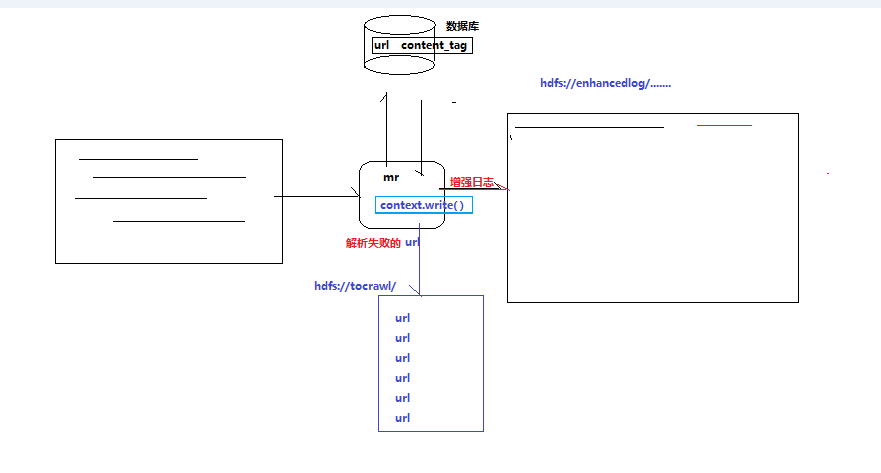 数据库
url content_tag
hdfs://enhancedlog/.......
mr
增强日志
context.write( )
解析失败的 url
hdfs://tocrawl/
url
url
url
url
url
url